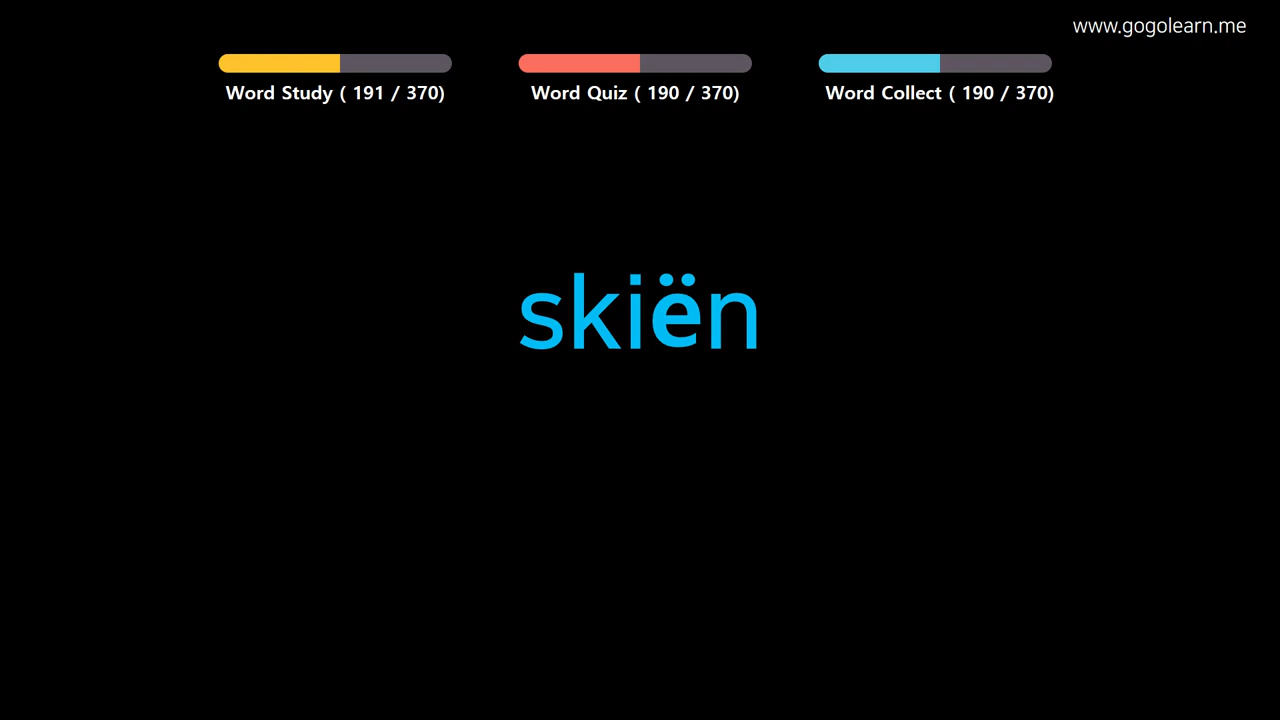 www.gogolearn.me
Word Study ( 191 / 370)
Word Quiz ( 190 / 370)
Word Collect ( 190 / 370)
skiën